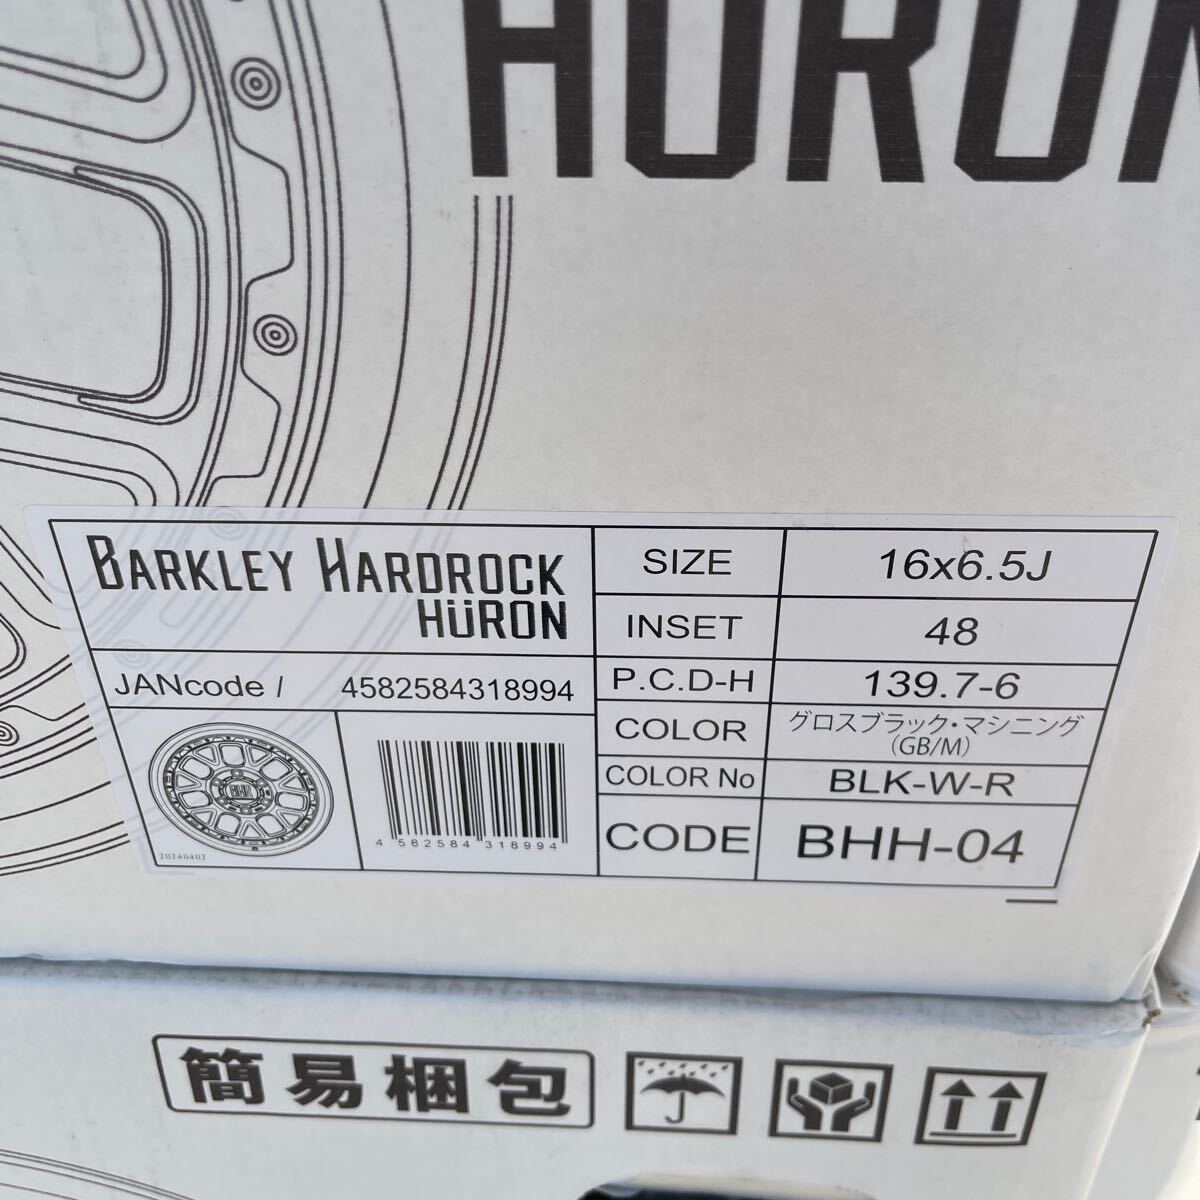 HURON
BARKLEY HARDROCK
HÜRON
JANcode / 4582584318994
BHR
20240402
4 582584 318994
SIZE 16x6.5J
INSET 48
P.C.D-H 139.7-6
COLOR グロスブラック・マシニング
(GB/M)
COLOR No BLK-W-R
CODE BHH-04
簡易梱包